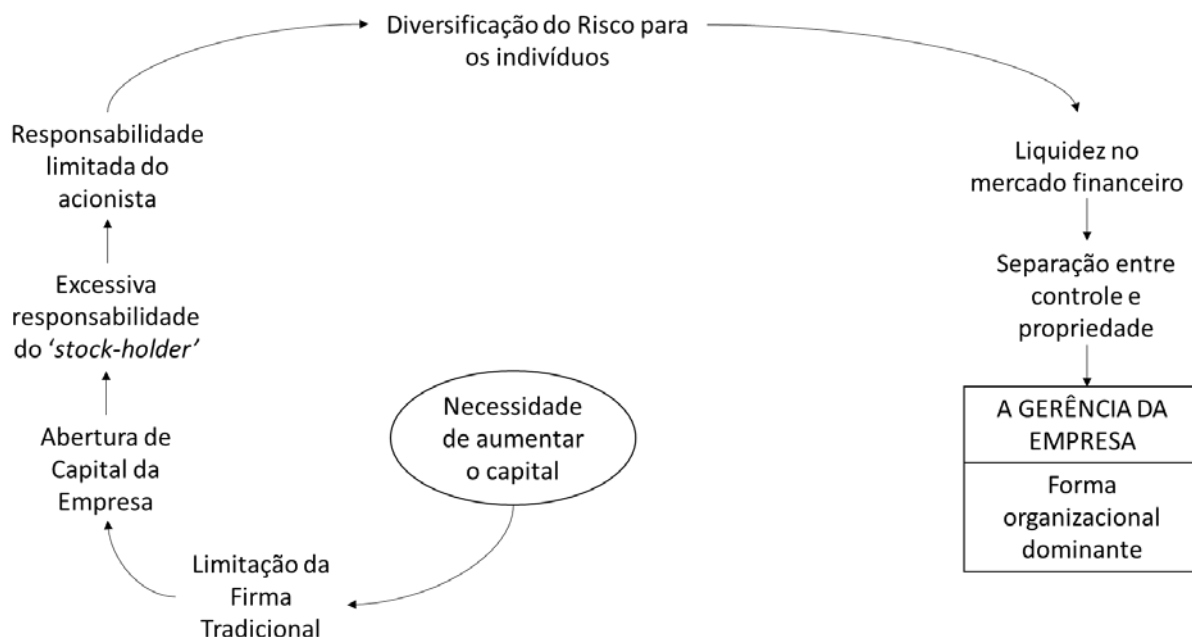 Diversificação do Risco para
os indivíduos
Responsabilidade
limitada do
acionista
Liquidez no
mercado financeiro
Excessiva
responsabilidade
do ‘stock-holder’
Separação entre
controle e
propriedade
Necessidade
de aumentar
o capital
A GERÊNCIA DA
EMPRESA
Abertura de
Capital da
Empresa
Forma
organizacional
dominante
Limitação da
Firma
Tradicional